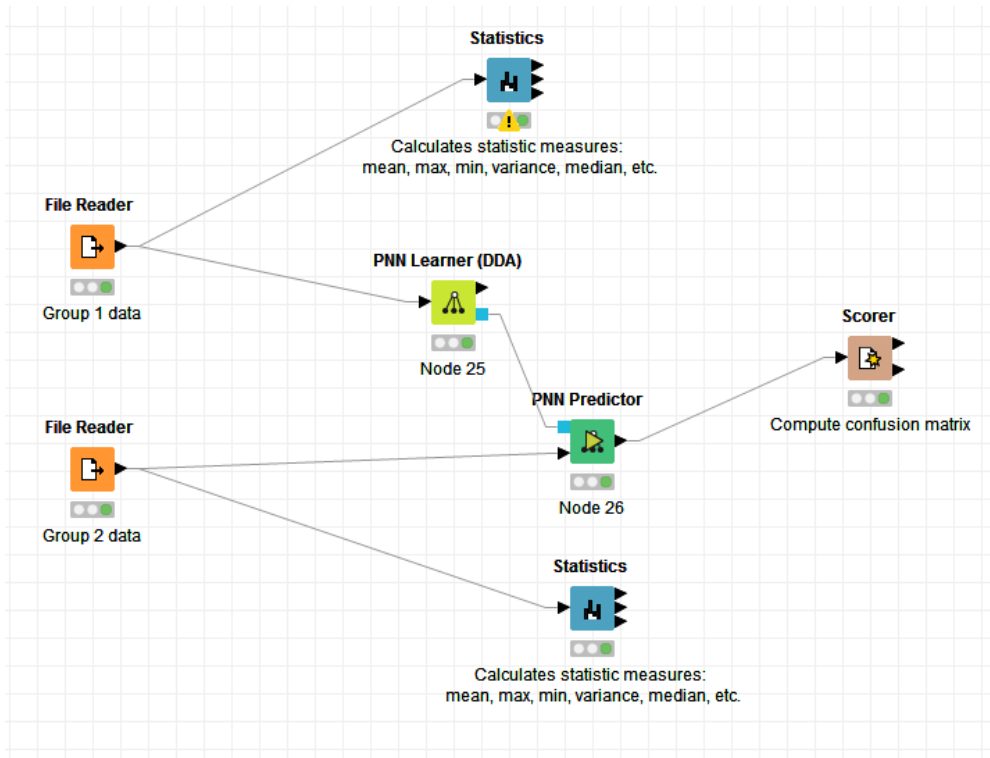 Statistics
Calculates statistic measures:
mean, max, min, variance, median, etc.
File Reader
Group 1 data
PNN Learner (DDA)
Node 25
Scorer
Compute confusion matrix
PNN Predictor
Node 26
File Reader
Group 2 data
Statistics
Calculates statistic measures:
mean, max, min, variance, median, etc.